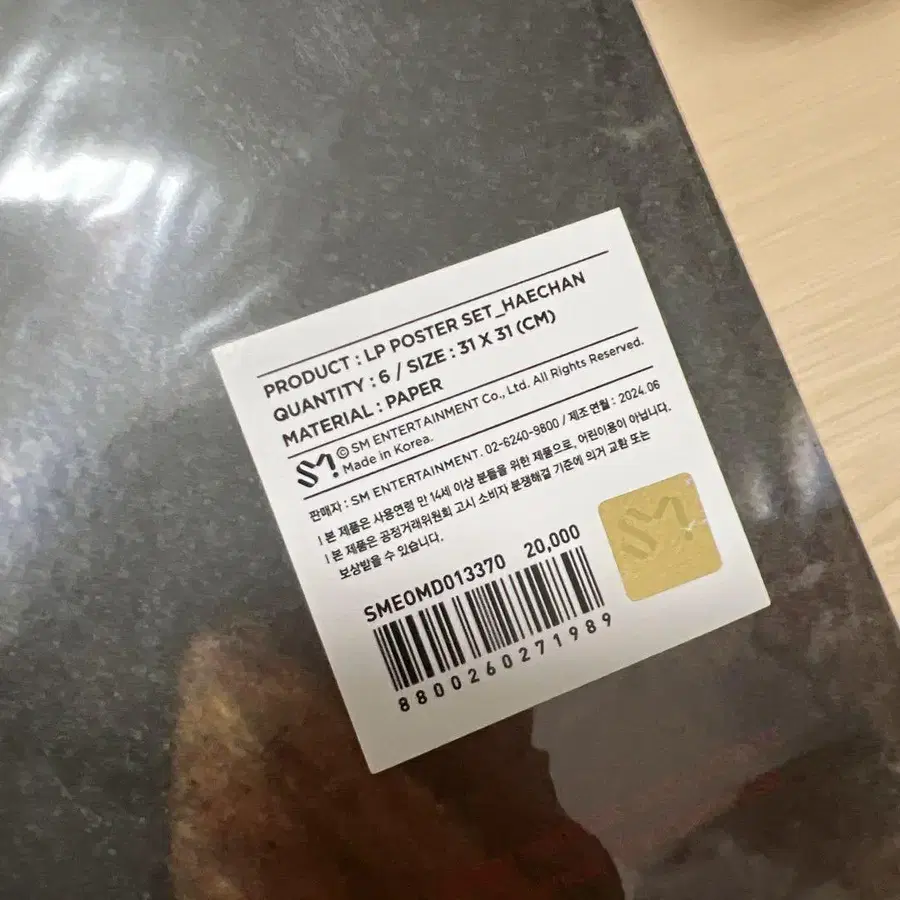 PRODUCT : LP POSTER SET_HAECHAN
QUANTITY : 6 / SIZE : 31 X 31 (CM)
MATERIAL : PAPER
SM! © SM ENTERTAINMENT Co., Ltd. All Rights Reserved.
Made in Korea.
판매자 : SM ENTERTAINMENT. 02-6240-9800 / 제조 연월 : 2024.06
| 본 제품은 사용연령 만 14세 이상 분들을 위한 제품으로, 어린이용이 아닙니다.
| 본 제품은 공정거래위원회 고시 소비자 분쟁해결 기준에 의거 교환 또는
보상받을 수 있습니다.
SME0MD013370 20,000
8800260271989
SM!